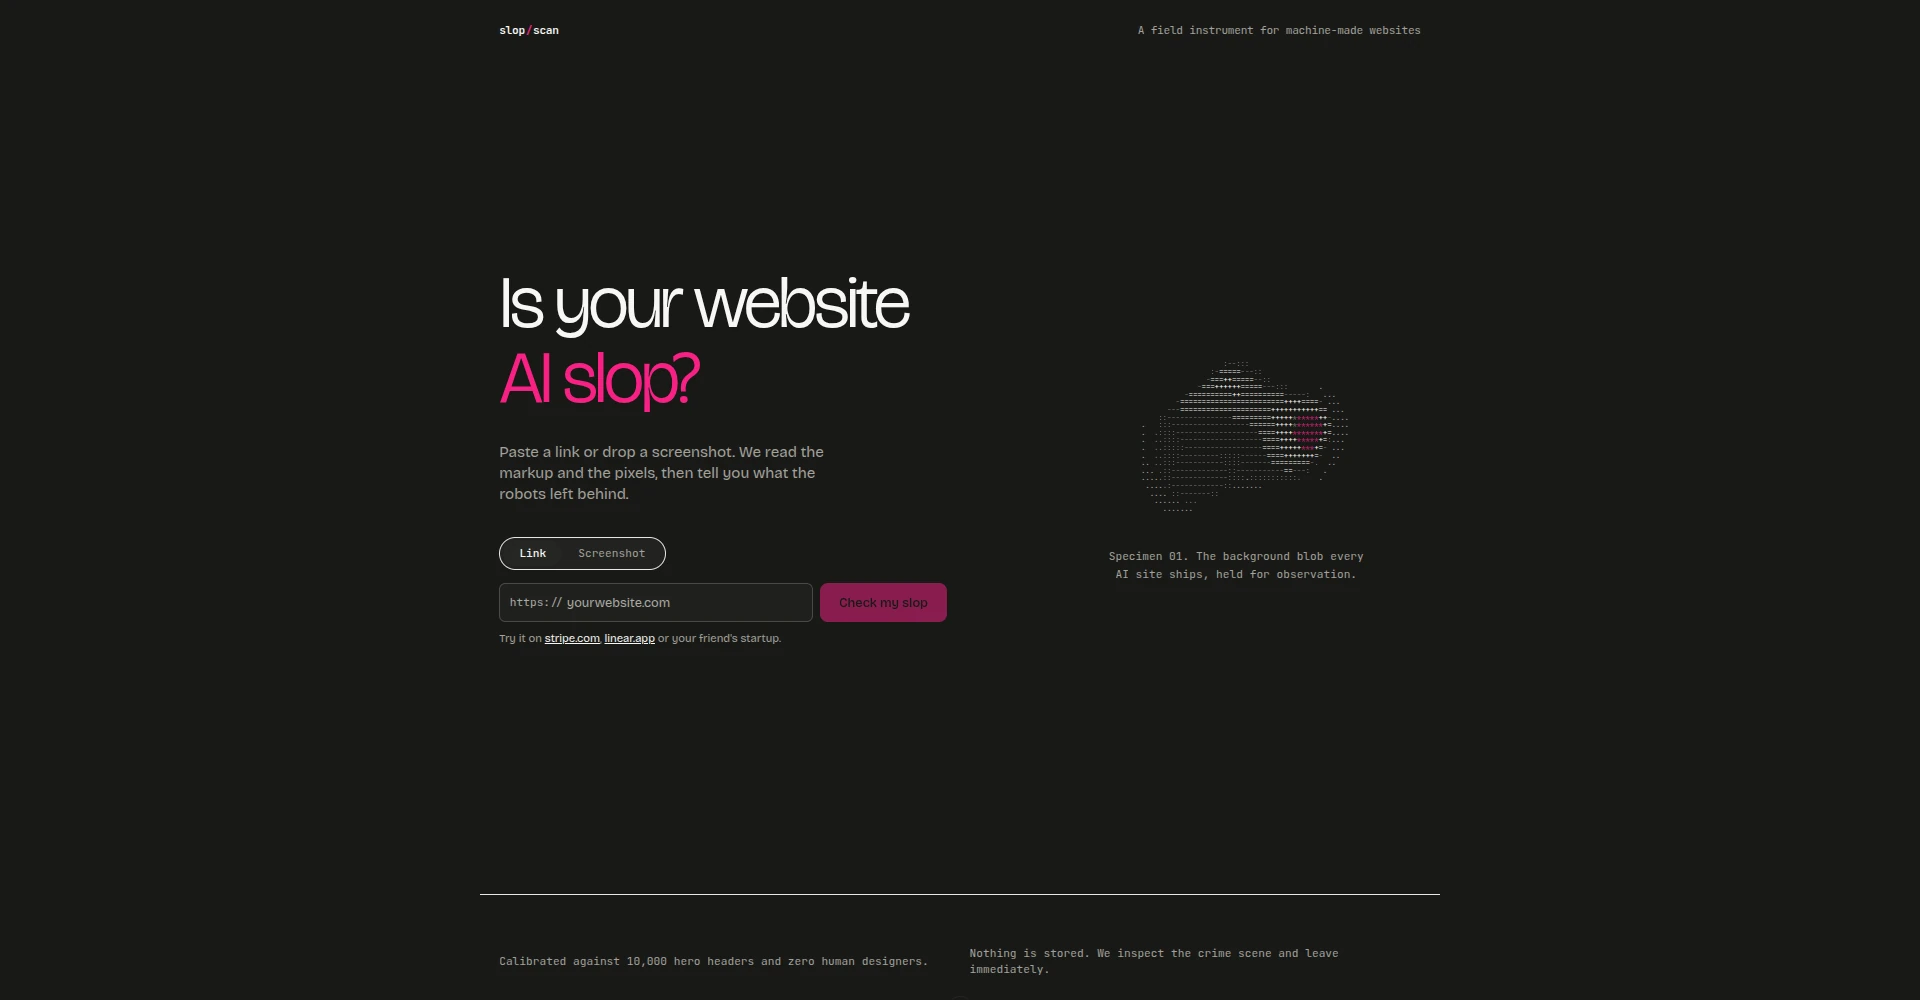 slop/scan
A field instrument for machine-made websites
Is your website
AI slop?
Paste a link or drop a screenshot. We read the
markup and the pixels, then tell you what the
robots left behind.
Link
Screenshot
https://
yourwebsite.com
Check my slop
Try it on stripe.com, linear.app or your friend's startup.
Specimen 01. The background blob every
AI site ships, held for observation.
Calibrated against 10,000 hero headers and zero human designers.
Nothing is stored. We inspect the crime scene and leave
immediately.